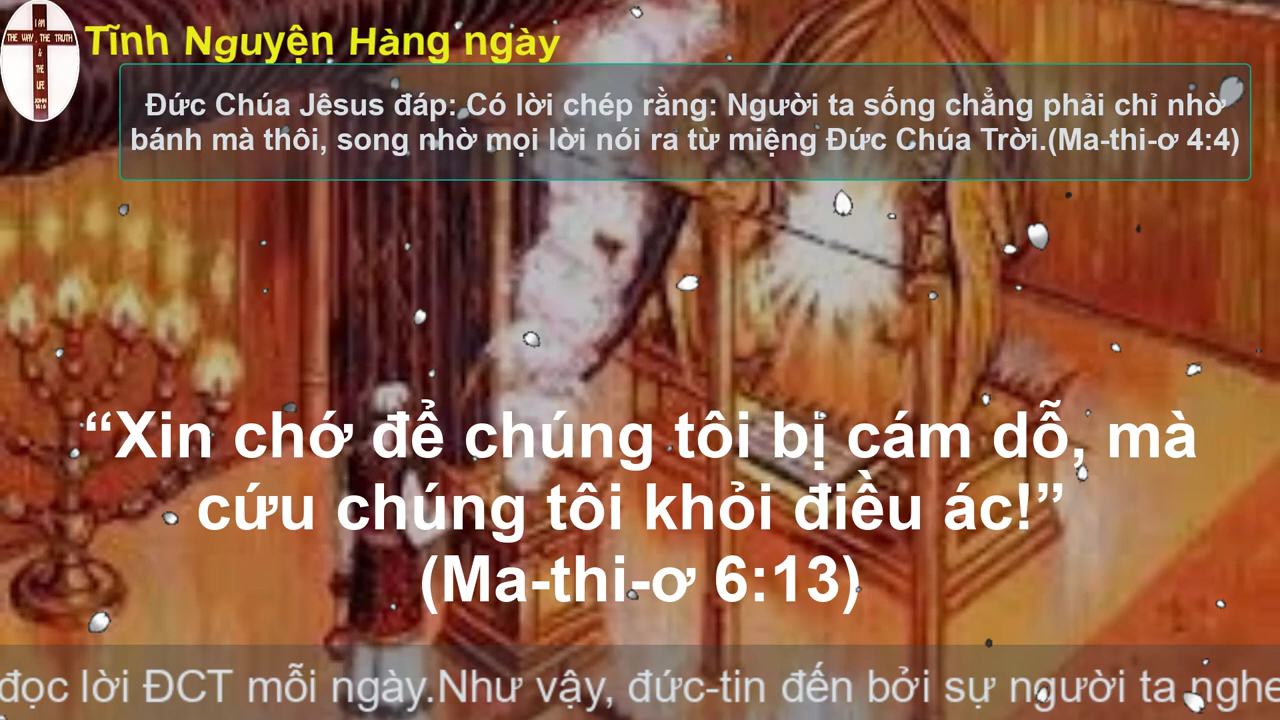 I AM
THE WAY , THE TRUTH
&
THE
LIFE
JOHN
14:6
Tĩnh Nguyện Hàng ngày
Đức Chúa Jêsus đáp: Có lời chép rằng: Người ta sống chẳng phải chỉ nhờ
bánh mà thôi, song nhờ mọi lời nói ra từ miệng Đức Chúa Trời.(Ma-thi-ơ 4:4)
“Xin chớ để chúng tôi bị cám dỗ, mà
cứu chúng tôi khỏi điều ác!”
(Ma-thi-ơ 6:13)
đọc lời ĐCT mỗi ngày.Như vậy, đức-tin đến bởi sự người ta nghe